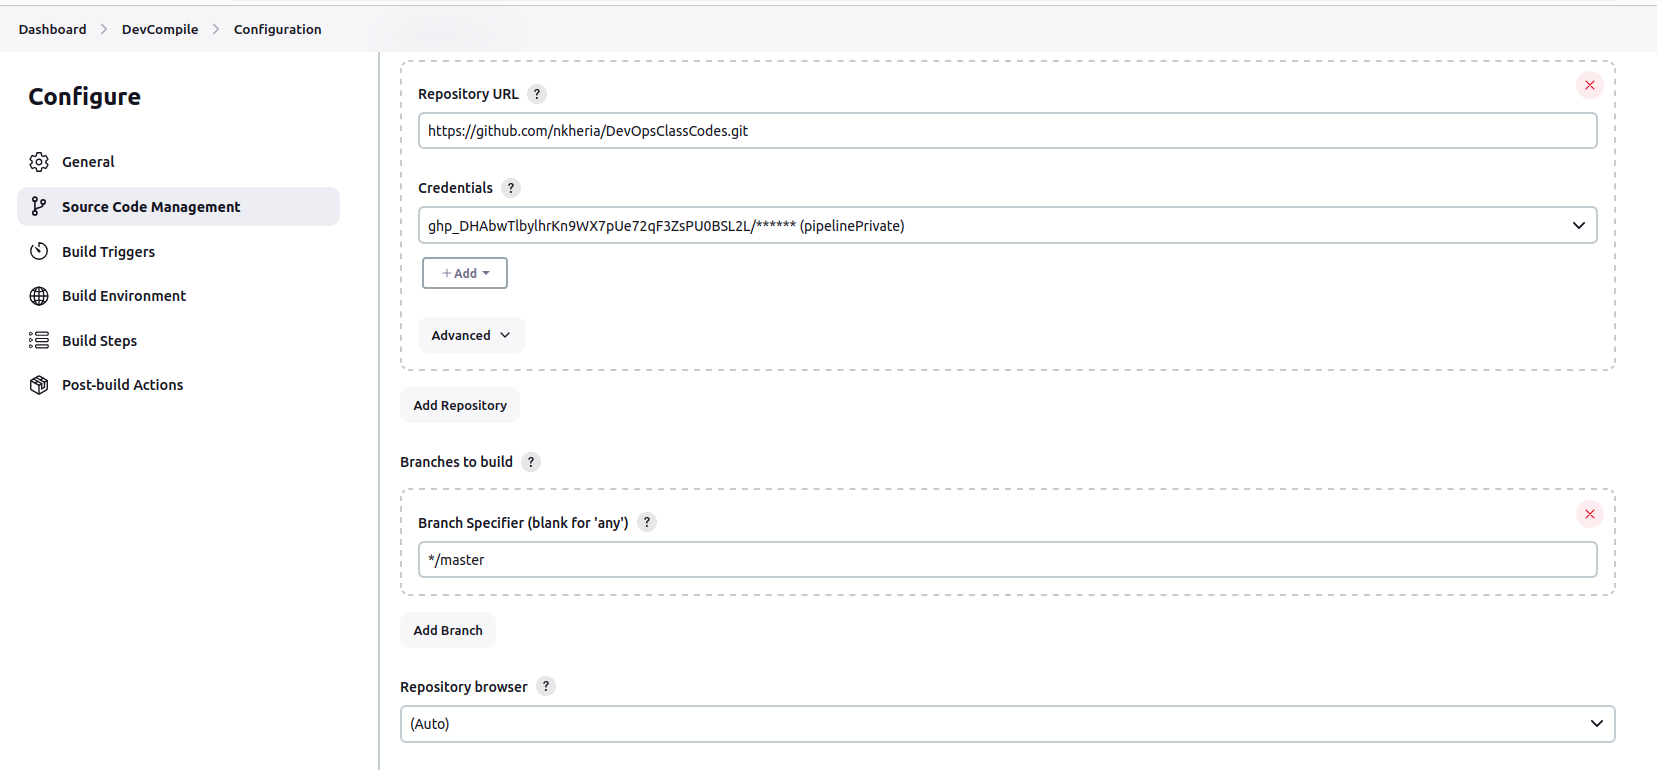 Dashboard > DevCompile > Configuration
Configure
General
Source Code Management
Build Triggers
Build Environment
Build Steps
Post-build Actions
Repository URL ?
https://github.com/nkheria/DevOpsClassCodes.git
Credentials ?
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/****** (pipelinePrivate)
+ Add
Advanced
Add Repository
Branches to build ?
Branch Specifier (blank for 'any') ?
*/master
Add Branch
Repository browser ?
(Auto)